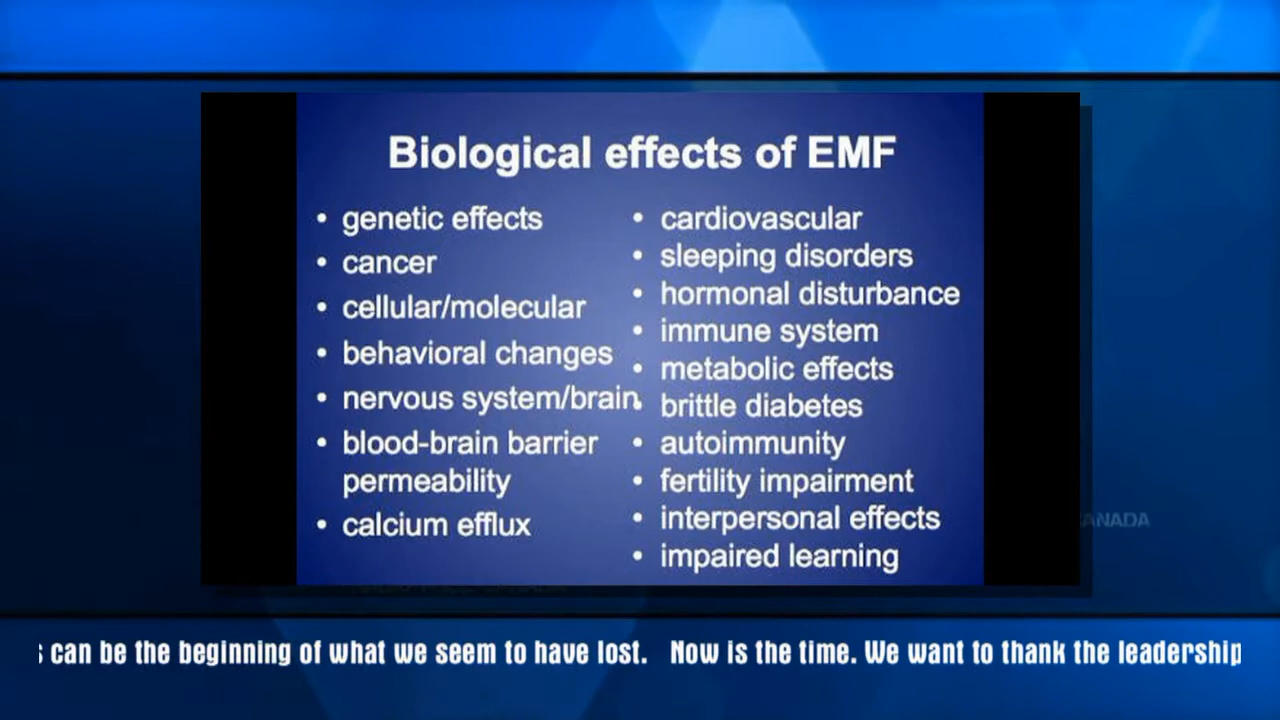 Biological effects of EMF
• genetic effects
• cancer
• cellular/molecular
• behavioral changes
• nervous system/brain
• blood-brain barrier
permeability
• calcium efflux
• cardiovascular
• sleeping disorders
• hormonal disturbance
• immune system
• metabolic effects
• brittle diabetes
• autoimmunity
• fertility impairment
• interpersonal effects
• impaired learning
can be the beginning of what we seem to have lost. Now is the time. We want to thank the leadership